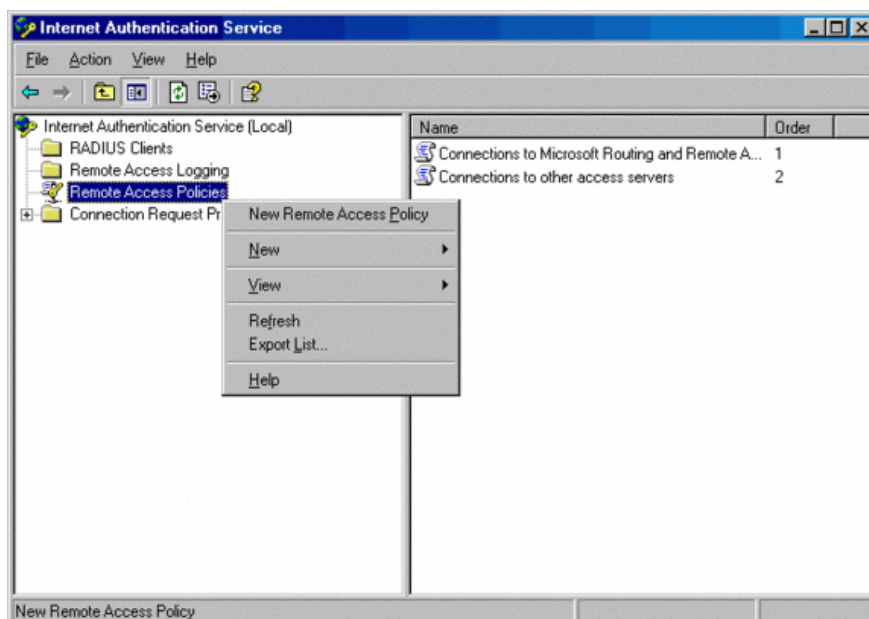 Internet Authentication Service
File Action View Help
Internet Authentication Service (Local)
RADIUS Clients
Remote Access Logging
Remote Access Policies
Connection Request Pr
Name Order
Connections to Microsoft Routing and Remote A... 1
Connections to other access servers 2
New Remote Access Policy
New
View
Refresh
Export List...
Help
New Remote Access Policy